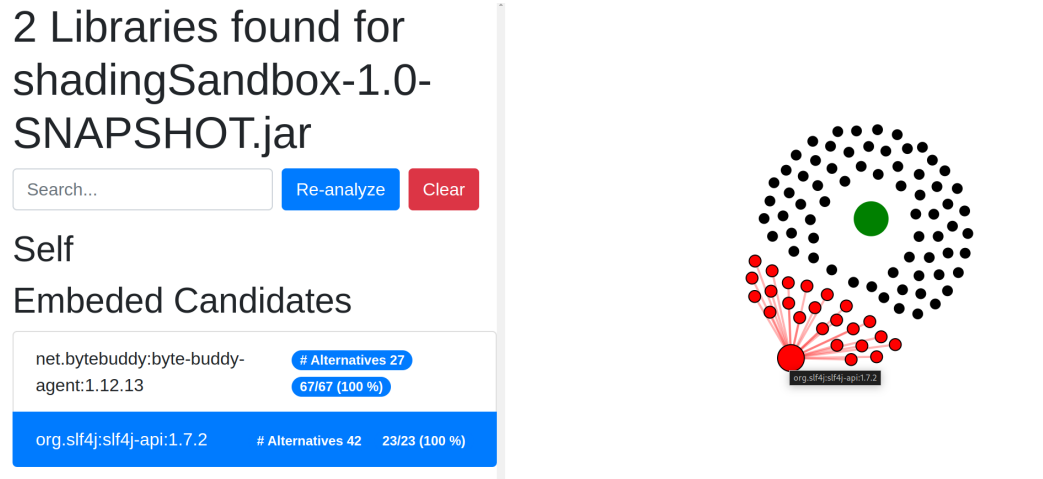 2 Libraries found for
shadingSandbox-1.0-
SNAPSHOT.jar
Search...
Re-analyze
Clear
Self
Embeded Candidates
net.bytebuddy:byte-buddy-
agent:1.12.13
# Alternatives 27
67/67 (100 %)
org.slf4j:slf4j-api:1.7.2 # Alternatives 42 23/23 (100 %)
org.slf4j:slf4j-api:1.7.2